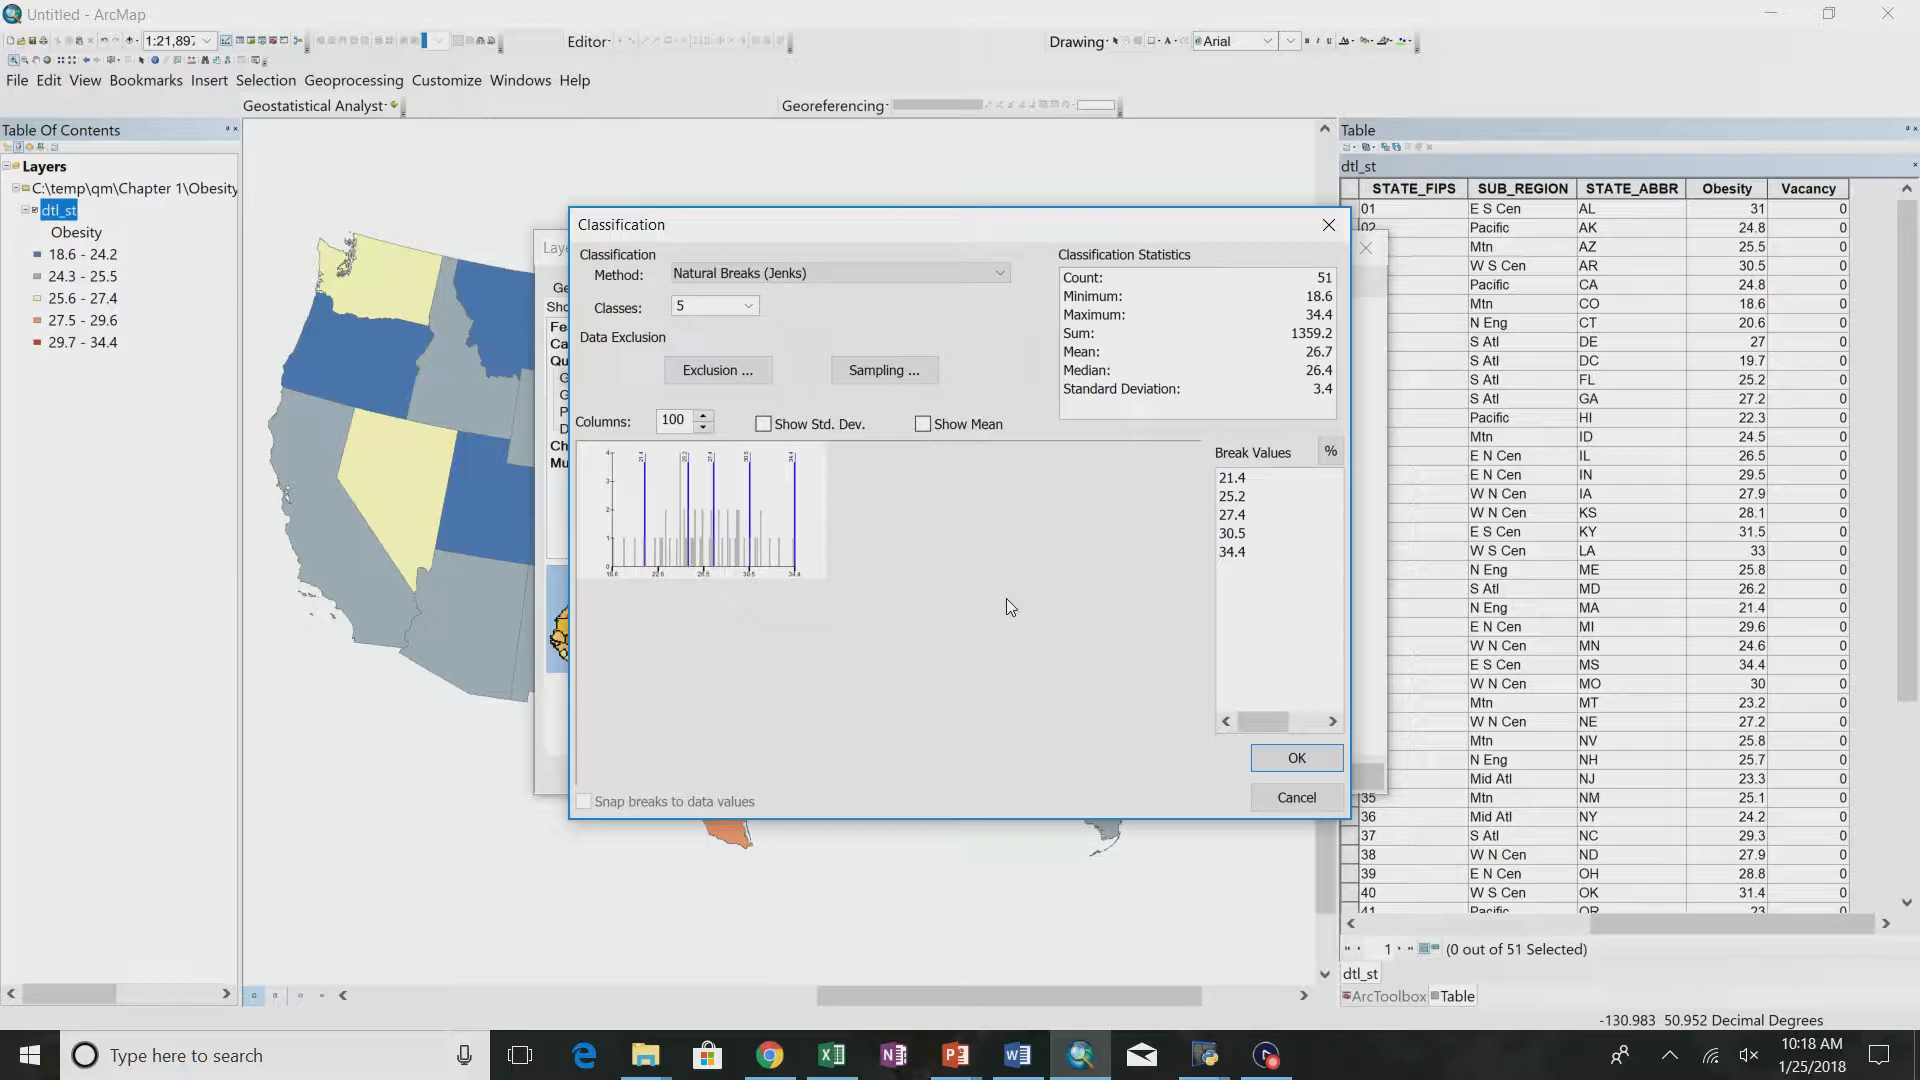 Untitled - ArcMap
1:21,897
Editor
Drawing
Arial
File Edit View Bookmarks Insert Selection Geoprocessing Customize Windows Help
Geostatistical Analyst
Georeferencing
Table Of Contents
Layers
C:\temp\qm\Chapter 1\Obesity
dtl_st
Obesity
18.6 - 24.2
24.3 - 25.5
25.6 - 27.4
27.5 - 29.6
29.7 - 34.4
Classification
Classification
Method: Natural Breaks (Jenks)
Classes: 5
Data Exclusion
Exclusion ... Sampling ...
Columns: 100 Show Std. Dev. Show Mean
Classification Statistics
Count: 51
Minimum: 18.6
Maximum: 34.4
Sum: 1359.2
Mean: 26.7
Median: 26.4
Standard Deviation: 3.4
Break Values %
21.4
25.2
27.4
30.5
34.4
OK
Snap breaks to data values
Cancel
Table
dtl_st
STATE_FIPS SUB_REGION STATE_ABBR Obesity Vacancy
01 E S Cen AL 31 0
02 Pacific AK 24.8 0
Mtn AZ 25.5 0
W S Cen AR 30.5 0
Pacific CA 24.8 0
Mtn CO 18.6 0
N Eng CT 20.6 0
S Atl DE 27 0
S Atl DC 19.7 0
S Atl FL 25.2 0
S Atl GA 27.2 0
Pacific HI 22.3 0
Mtn ID 24.5 0
E N Cen IL 26.5 0
E N Cen IN 29.5 0
W N Cen IA 27.9 0
W N Cen KS 28.1 0
E S Cen KY 31.5 0
W S Cen LA 33 0
N Eng ME 25.8 0
S Atl MD 26.2 0
N Eng MA 21.4 0
E N Cen MI 29.6 0
W N Cen MN 24.6 0
E S Cen MS 34.4 0
W N Cen MO 30 0
Mtn MT 23.2 0
W N Cen NE 27.2 0
Mtn NV 25.8 0
N Eng NH 25.7 0
Mid Atl NJ 23.3 0
35 Mtn NM 25.1 0
36 Mid Atl NY 24.2 0
37 S Atl NC 29.3 0
38 W N Cen ND 27.9 0
39 E N Cen OH 28.8 0
40 W S Cen OK 31.4 0
41 Pacific OR 23 0
1 (0 out of 51 Selected)
dtl_st
ArcToolbox Table
-130.983 50.952 Decimal Degrees
Type here to search
10:18 AM
1/25/2018